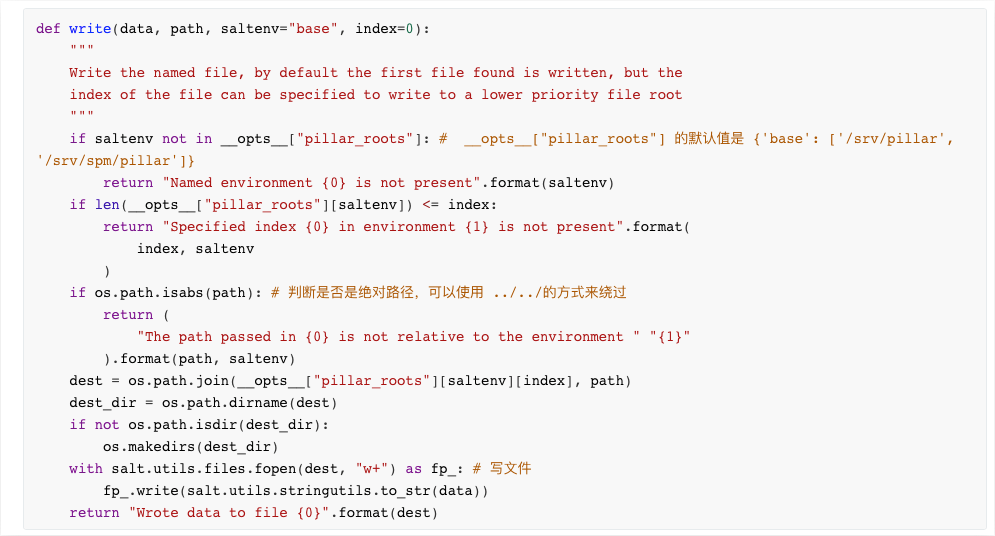 def write(data, path, saltenv="base", index=0):
    """
    Write the named file, by default the first file found is written, but the
    index of the file can be specified to write to a lower priority file root
    """
    if saltenv not in __opts__["pillar_roots"]: #  __opts__["pillar_roots"] 的默认值是 {'base': ['/srv/pillar',
'/srv/spm/pillar']}
        return "Named environment {0} is not present".format(saltenv)
    if len(__opts__["pillar_roots"][saltenv]) <= index:
        return "Specified index {0} in environment {1} is not present".format(
            index, saltenv
        )
    if os.path.isabs(path): # 判断是否是绝对路径，可以使用 ../../的方式来绕过
        return (
            "The path passed in {0} is not relative to the environment " "{1}"
        ).format(path, saltenv)
    dest = os.path.join(__opts__["pillar_roots"][saltenv][index], path)
    dest_dir = os.path.dirname(dest)
    if not os.path.isdir(dest_dir):
        os.makedirs(dest_dir)
    with salt.utils.files.fopen(dest, "w+") as fp_: # 写文件
        fp_.write(salt.utils.stringutils.to_str(data))
    return "Wrote data to file {0}".format(dest)